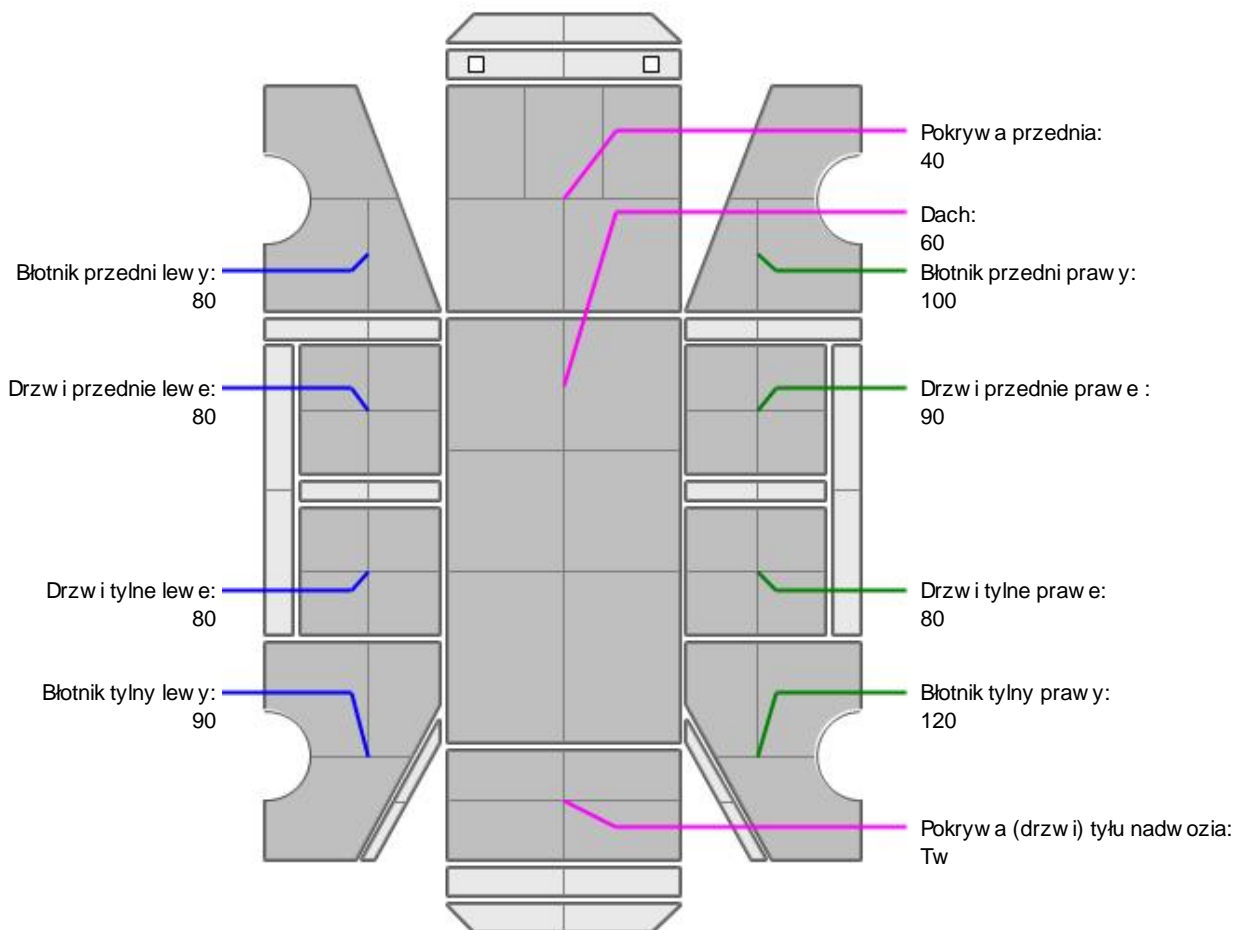 Pokrywa przednia:
40
Dach:
60
Błotnik przedni lewy:
80
Błotnik przedni prawy:
100
Drzwi przednie lewe:
80
Drzwi przednie prawe :
90
Drzwi tylne lewe:
80
Drzwi tylne prawe:
80
Błotnik tylny lewy:
90
Błotnik tylny prawy:
120
Pokrywa (drzwi) tyłu nadwozia:
Tw